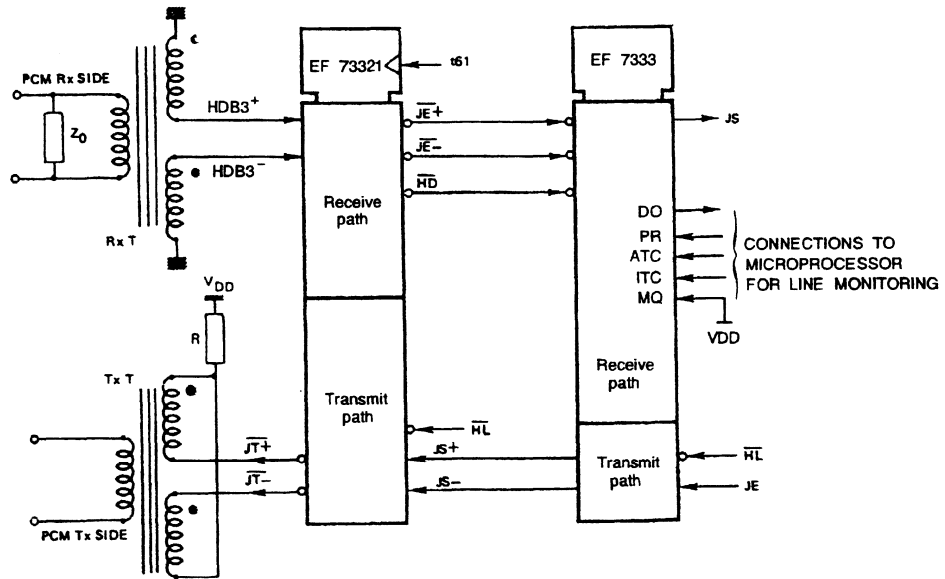 EF 73321
t61
EF 7333
PCM Rx SIDE
HDB3+
Z0
HDB3−
Rx T
JE+
JE−
HD
JS
Receive
path
DO
PR
ATC
ITC
MQ
CONNECTIONS TO
MICROPROCESSOR
FOR LINE MONITORING
VDD
VDD
R
Tx T
Transmit
path
Receive
path
HL
JT+
JS+
JT−
JS−
Transmit
path
HL
JE
PCM Tx SIDE